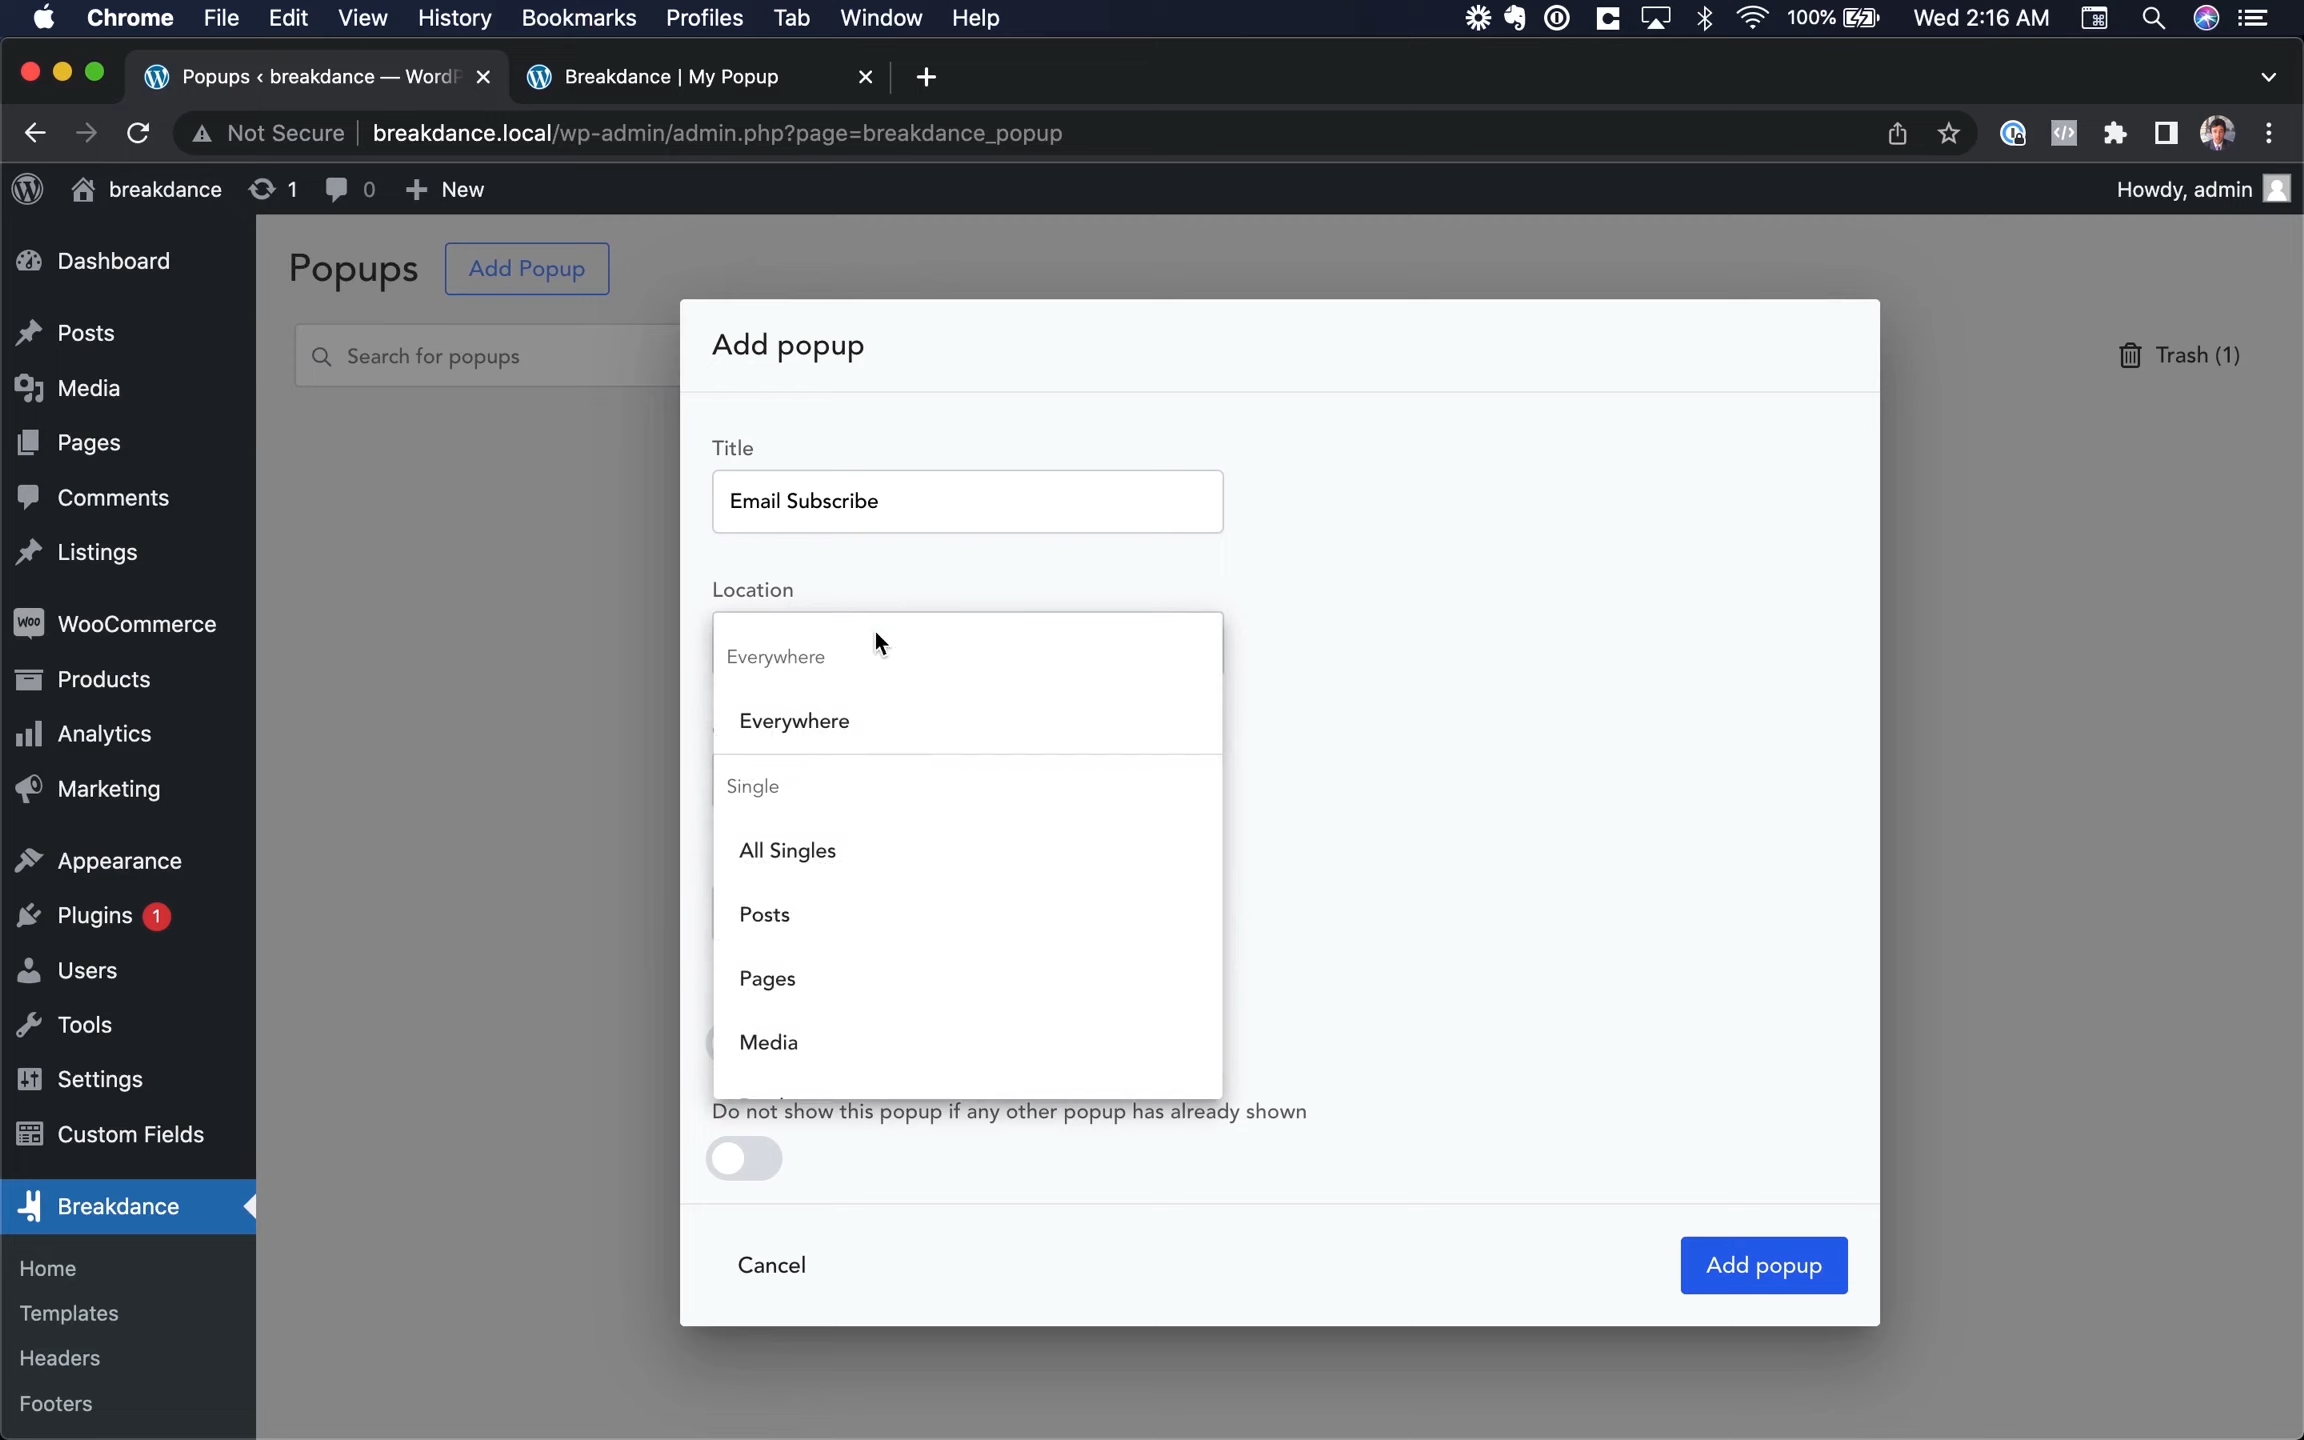 Chrome File Edit View History Bookmarks Profiles Tab Window Help 100% Wed 2:16 AM
Popups ‹ breakdance — WordP
Breakdance | My Popup
Not Secure breakdance.local/wp-admin/admin.php?page=breakdance_popup
breakdance 1 0 + New Howdy, admin
Dashboard
Posts
Media
Pages
Comments
Listings
WooCommerce
Products
Analytics
Marketing
Appearance
Plugins 1
Users
Tools
Settings
Custom Fields
Breakdance
Home
Templates
Headers
Footers
Popups Add Popup
Search for popups
Trash (1)
Add popup
Title
Email Subscribe
Location
Everywhere
Everywhere
Single
All Singles
Posts
Pages
Media
Do not show this popup if any other popup has already shown
Cancel Add popup